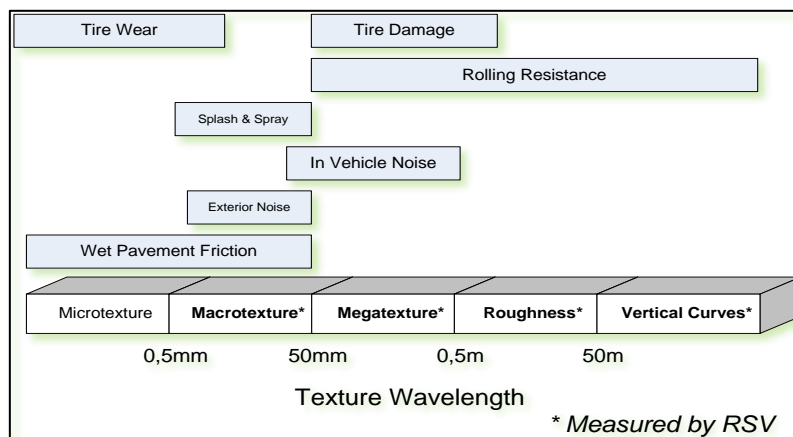 Tire Wear Tire Damage
Rolling Resistance
Splash & Spray
In Vehicle Noise
Exterior Noise
Wet Pavement Friction
Microtexture Macrotexture* Megatexture* Roughness* Vertical Curves*
0,5mm 50mm 0,5m 50m
Texture Wavelength
* Measured by RSV